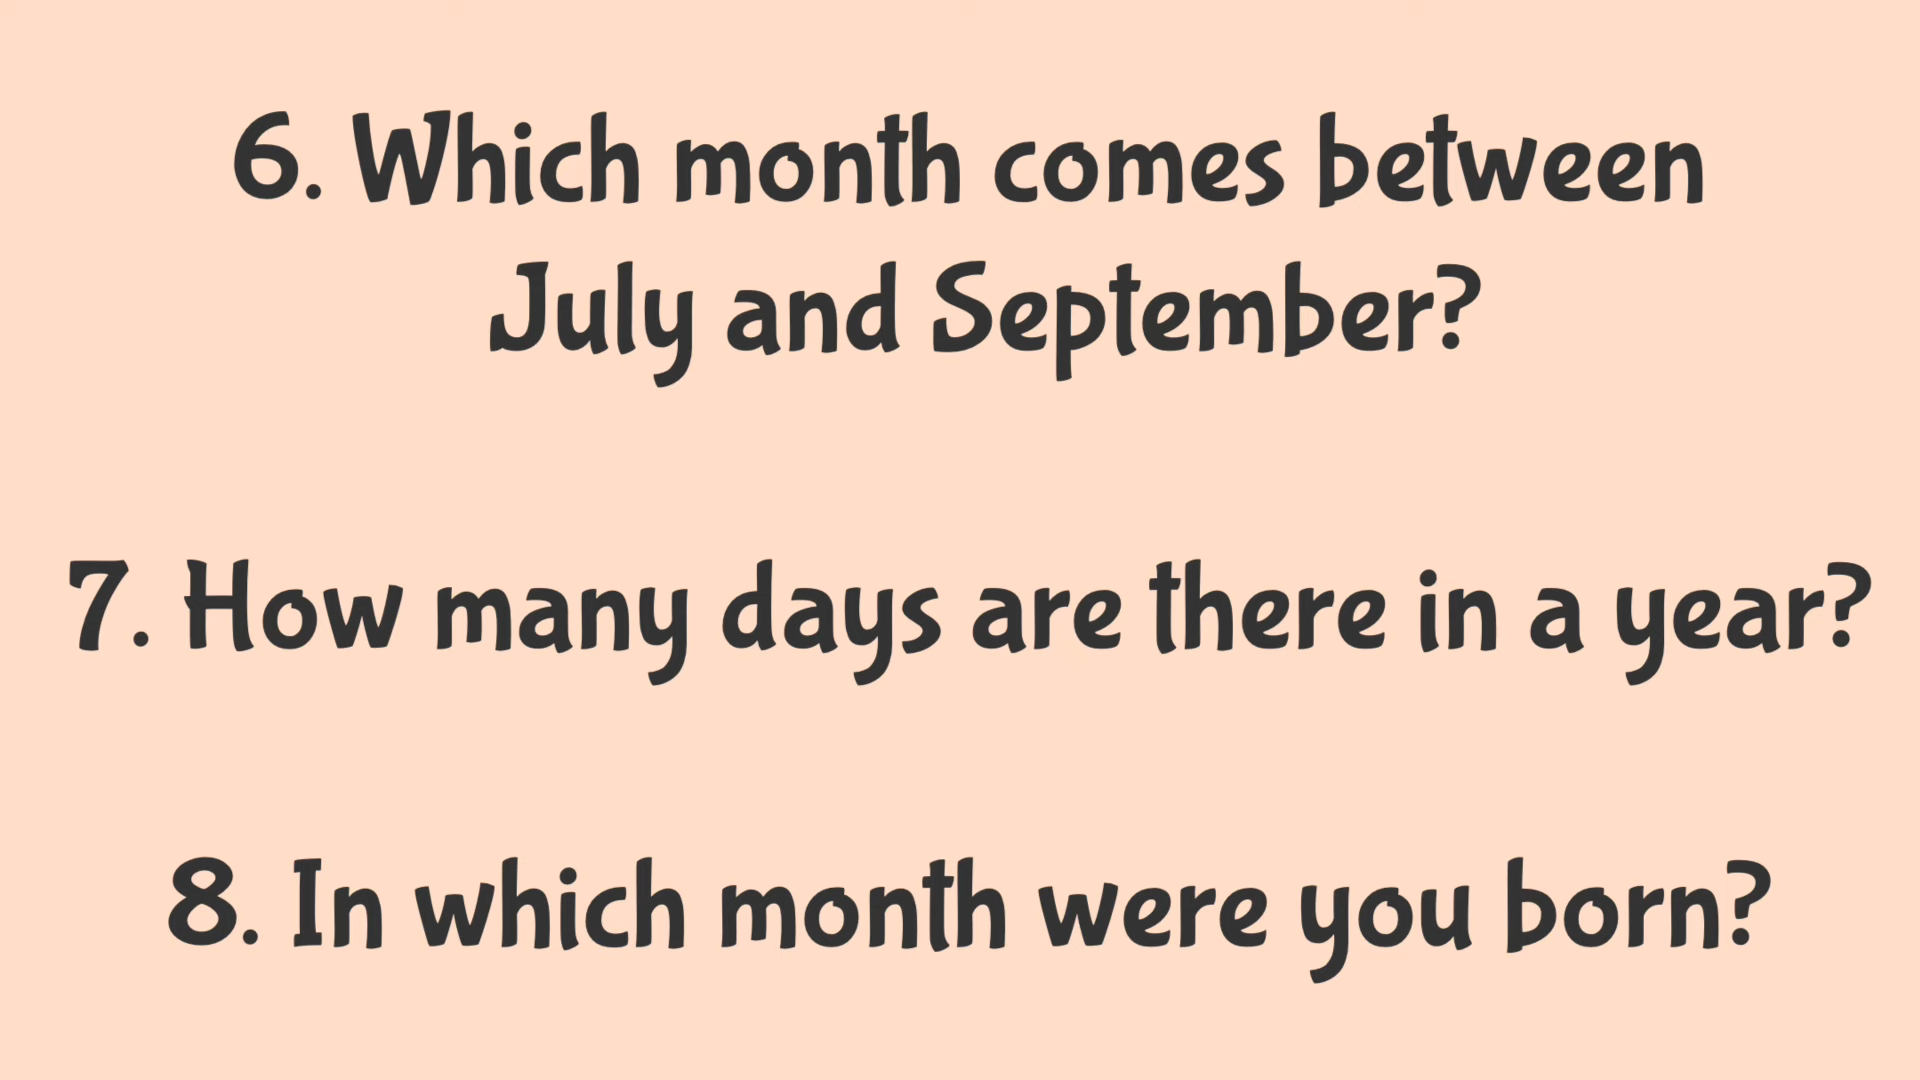 6. Which month comes between
July and September?
7. How many days are there in a year?
8. In which month were you born?